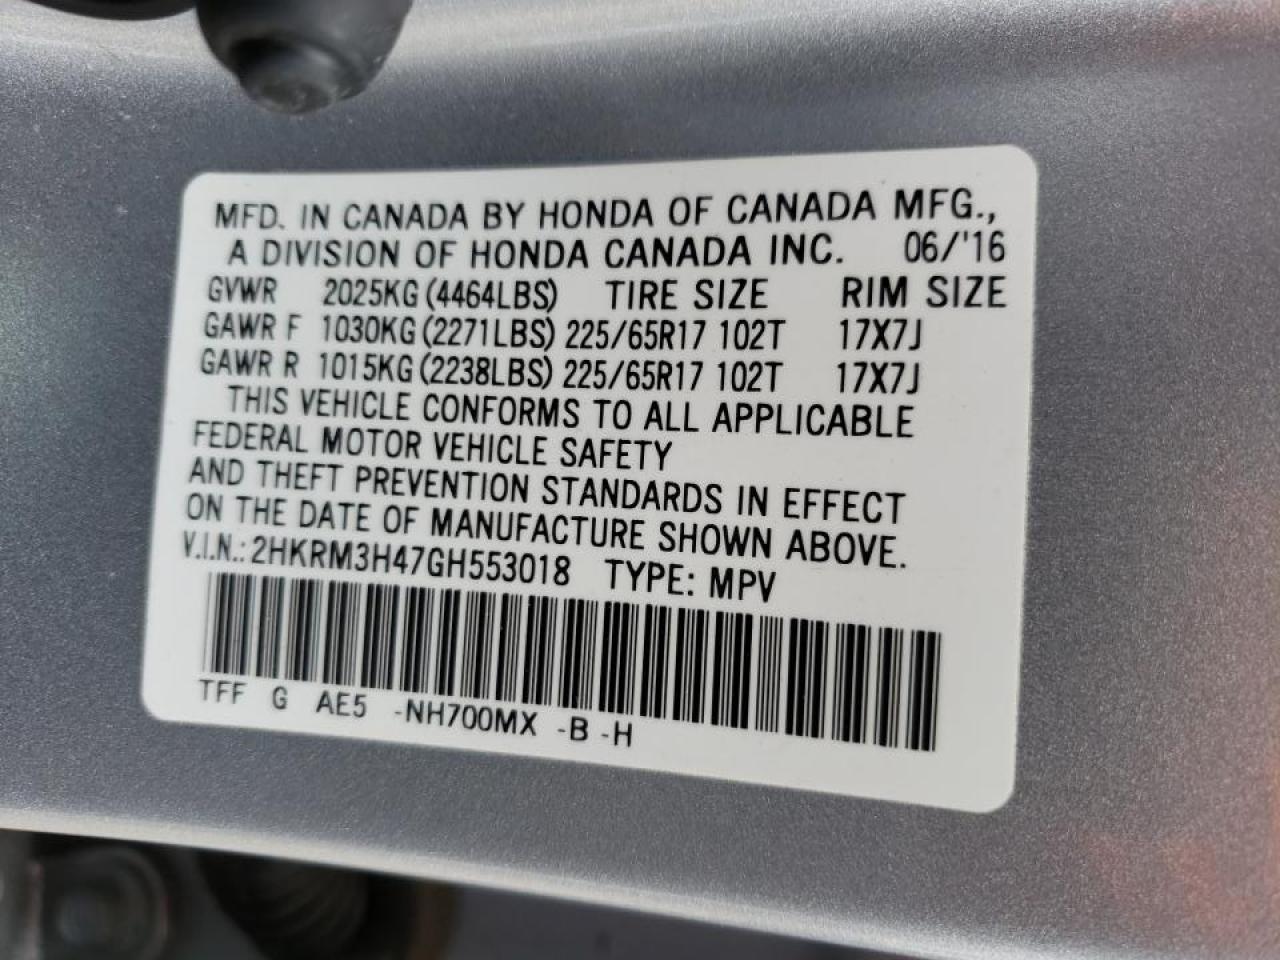 MFD. IN CANADA BY HONDA OF CANADA MFG.,
A DIVISION OF HONDA CANADA INC. 06/'16
GVWR 2025KG (4464LBS) TIRE SIZE RIM SIZE
GAWR F 1030KG (2271LBS) 225/65R17 102T 17X7J
GAWR R 1015KG (2238LBS) 225/65R17 102T 17X7J
THIS VEHICLE CONFORMS TO ALL APPLICABLE
FEDERAL MOTOR VEHICLE SAFETY
AND THEFT PREVENTION STANDARDS IN EFFECT
ON THE DATE OF MANUFACTURE SHOWN ABOVE.
V.I.N.: 2HKRM3H47GH553018 TYPE: MPV
TFF G AE5 -NH700MX -B -H